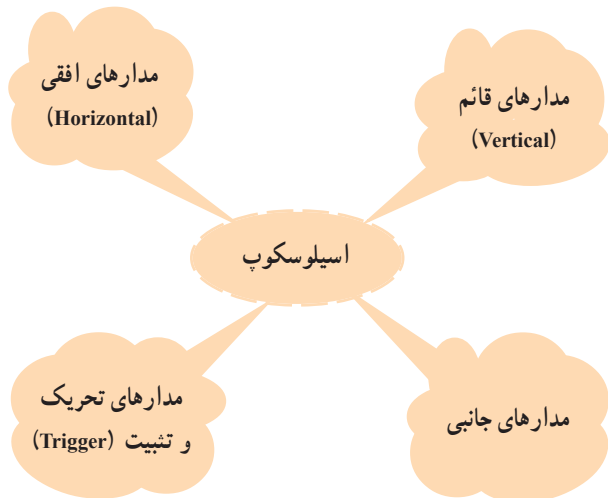 مدارهای قائم
(Vertical)
مدارهای افقی
(Horizontal)
اسیلوسکوپ
مدارهای جانبی
مدارهای تحریک
و تثبیت (Trigger)